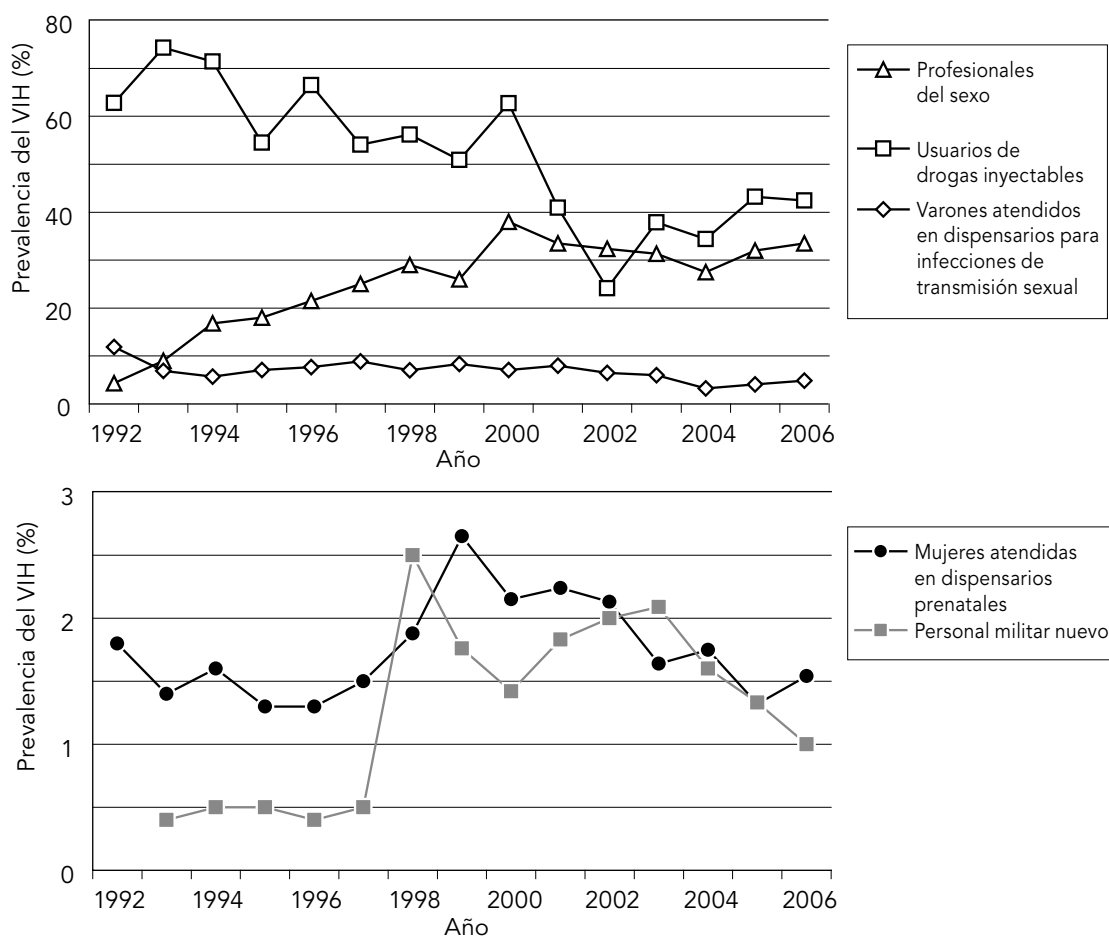 Prevalencia del VIH (%)
80
60
40
20
0
1992 1994 1996 1998 2000 2002 2004 2006
Año
Profesionales
del sexo
Usuarios de
drogas inyectables
Varones atendidos
en dispensarios para
infecciones de
transmisión sexual
Prevalencia del VIH (%)
3
2
1
0
1992 1994 1996 1998 2000 2002 2004 2006
Año
Mujeres atendidas
en dispensarios
prenatales
Personal militar nuevo